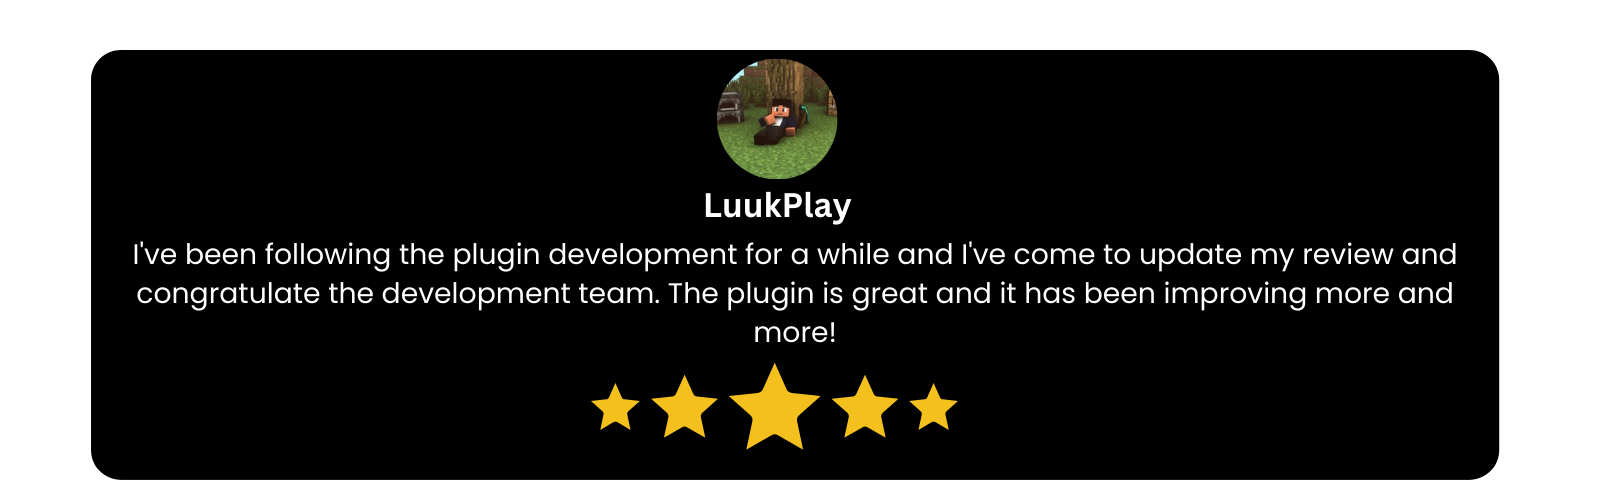 LuukPlay
I've been following the plugin development for a while and I've come to update my review and
congratulate the development team. The plugin is great and it has been improving more and
more!